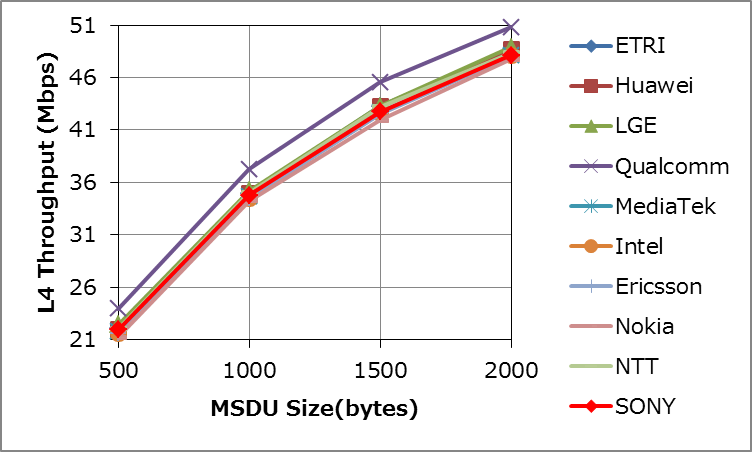 L4 Throughput (Mbps)
51
46
41
36
31
26
21
500 1000 1500 2000
MSDU Size(bytes)
ETRI
Huawei
LGE
Qualcomm
MediaTek
Intel
Ericsson
Nokia
NTT
SONY